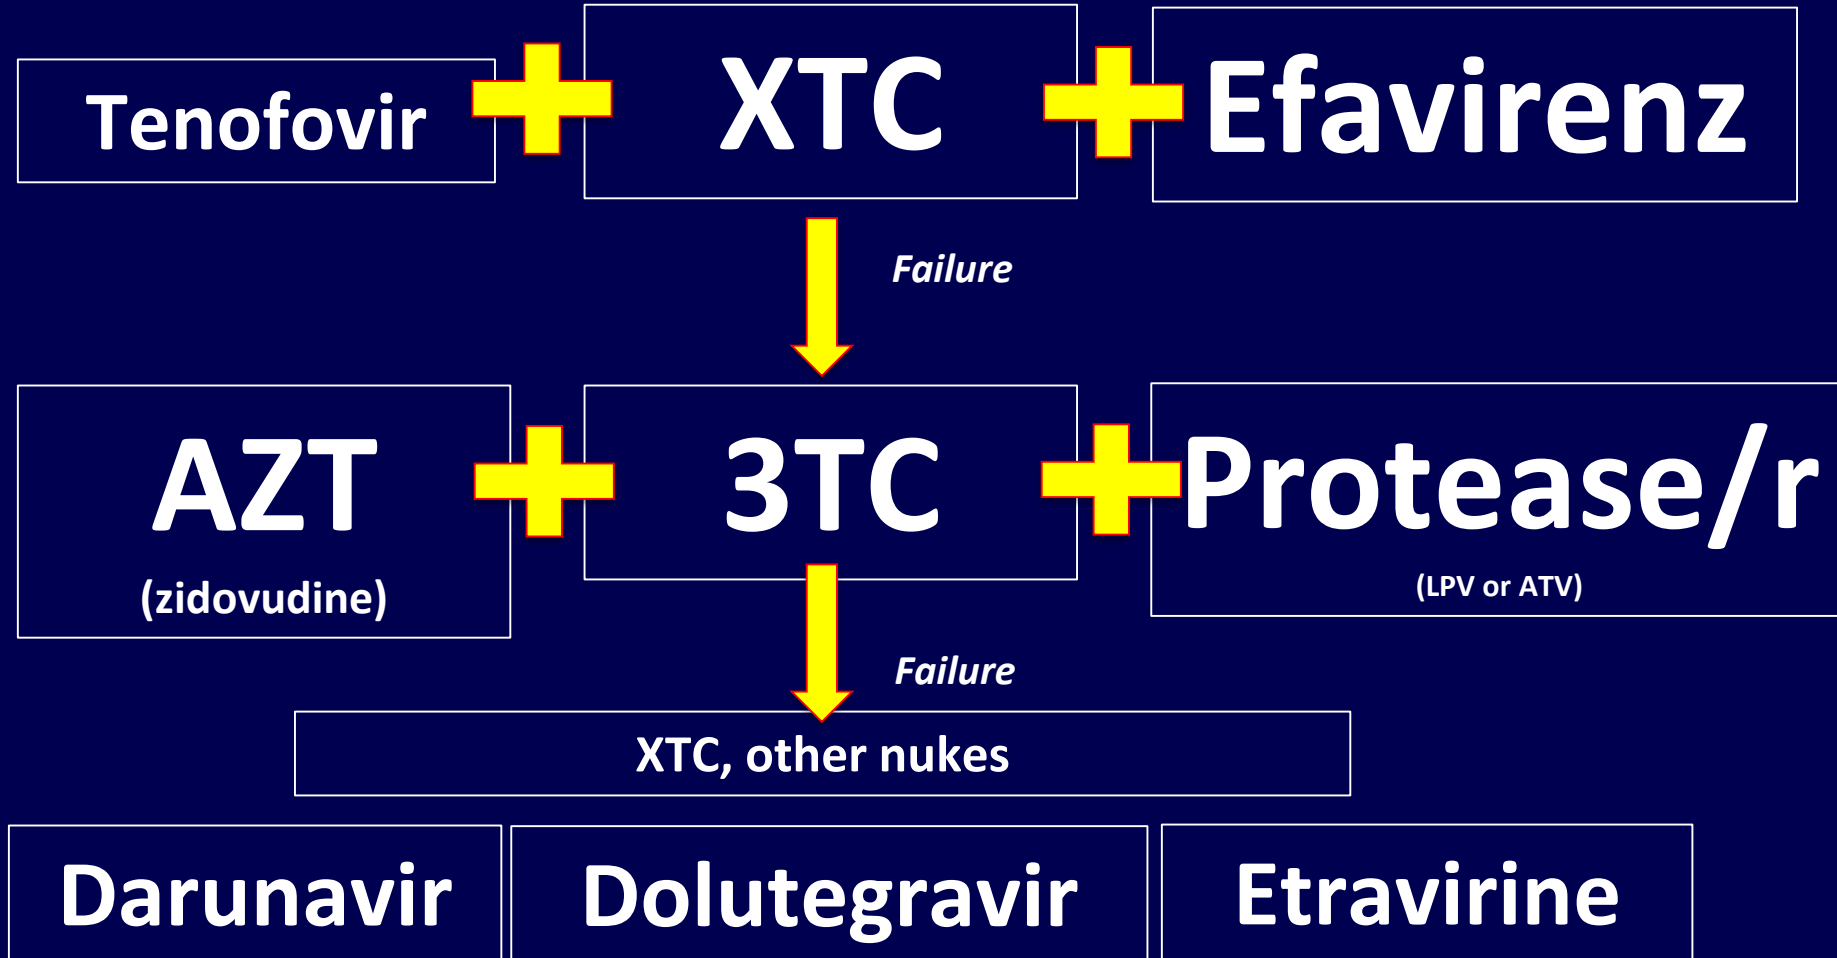 Tenofovir
XTC
Efavirenz
Failure
AZT
(zidovudine)
3TC
Protease/r
(LPV or ATV)
Failure
XTC, other nukes
Darunavir
Dolutegravir
Etravirine